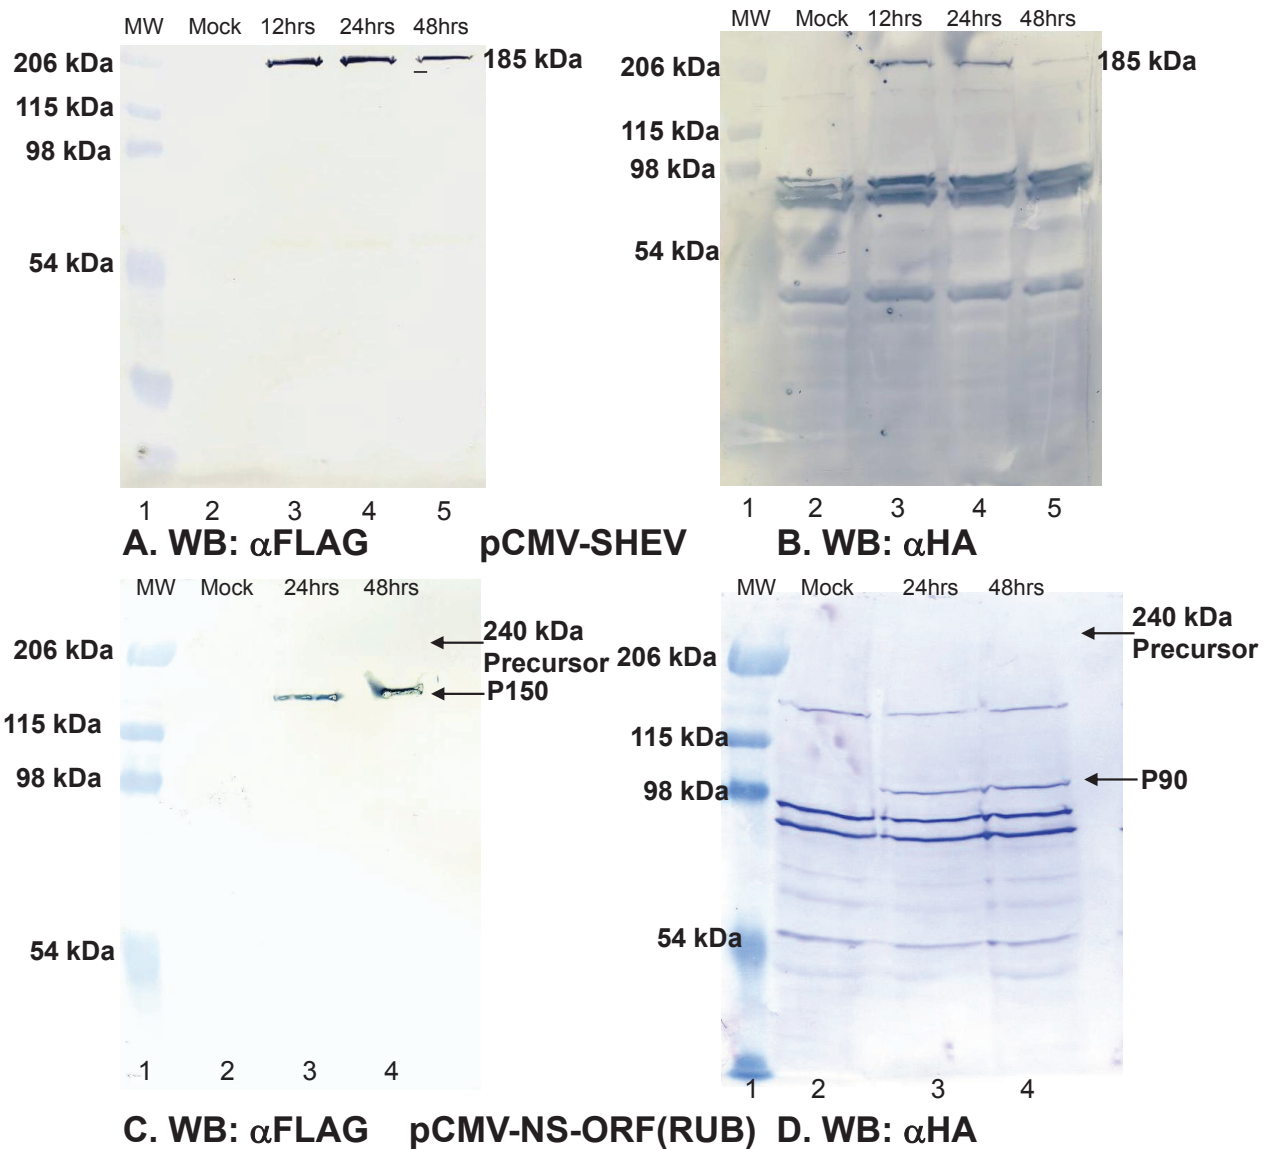 MW Mock 12hrs 24hrs 48hrs
206 kDa
115 kDa
98 kDa
54 kDa
185 kDa
1 2 3 4 5
A. WB: αFLAG
MW Mock 12hrs 24hrs 48hrs
206 kDa
115 kDa
98 kDa
54 kDa
185 kDa
1 2 3 4 5
pCMV-SHEV
B. WB: αHA
MW Mock 24hrs 48hrs
206 kDa
115 kDa
98 kDa
54 kDa
240 kDa
Precursor
P150
1 2 3 4
C. WB: αFLAG
MW Mock 24hrs 48hrs
206 kDa
115 kDa
98 kDa
54 kDa
240 kDa
Precursor
P90
1 2 3 4
pCMV-NS-ORF(RUB)
D. WB: αHA